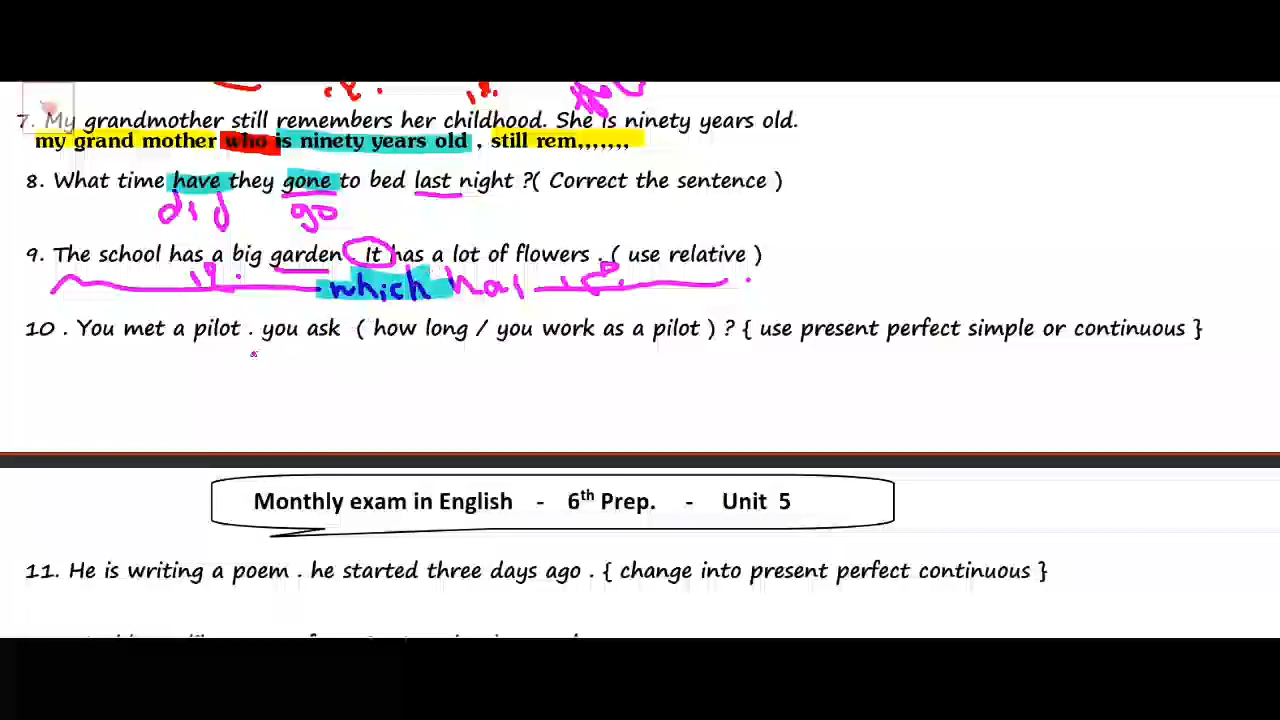 7. My grandmother still remembers her childhood. She is ninety years old.
my grand mother who is ninety years old , still rem,,,,,,,
8. What time have they gone to bed last night ?( Correct the sentence )
did go
9. The school has a big garden . It has a lot of flowers . ( use relative )
which has
10 . You met a pilot . you ask ( how long / you work as a pilot ) ? { use present perfect simple or continuous }
Monthly exam in English - 6th Prep. - Unit 5
11. He is writing a poem . he started three days ago . { change into present perfect continuous }